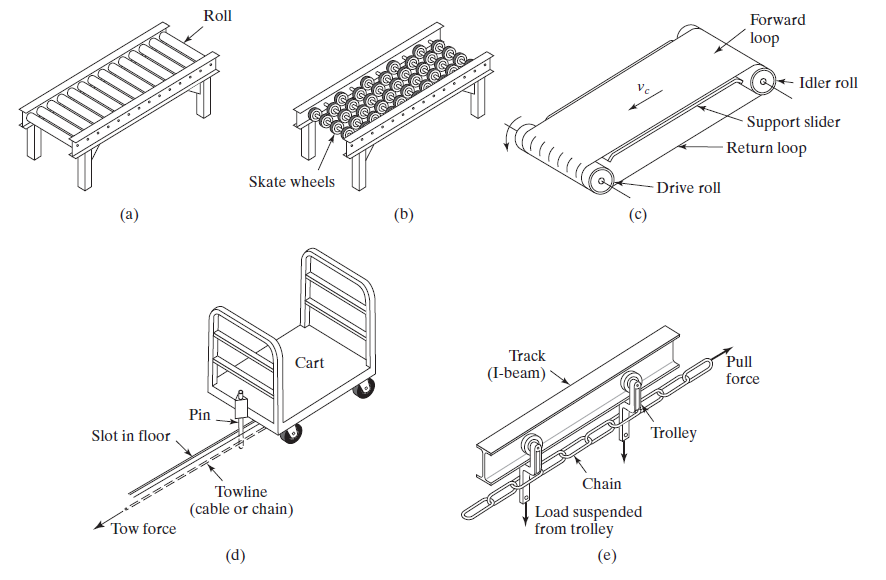 Roll
(a)
Skate wheels
(b)
Forward
loop
Idler roll
v_c
Support slider
Return loop
Drive roll
(c)
Cart
Pin
Slot in floor
Towline
(cable or chain)
Tow force
(d)
Track
(I-beam)
Pull
force
Trolley
Chain
Load suspended
from trolley
(e)